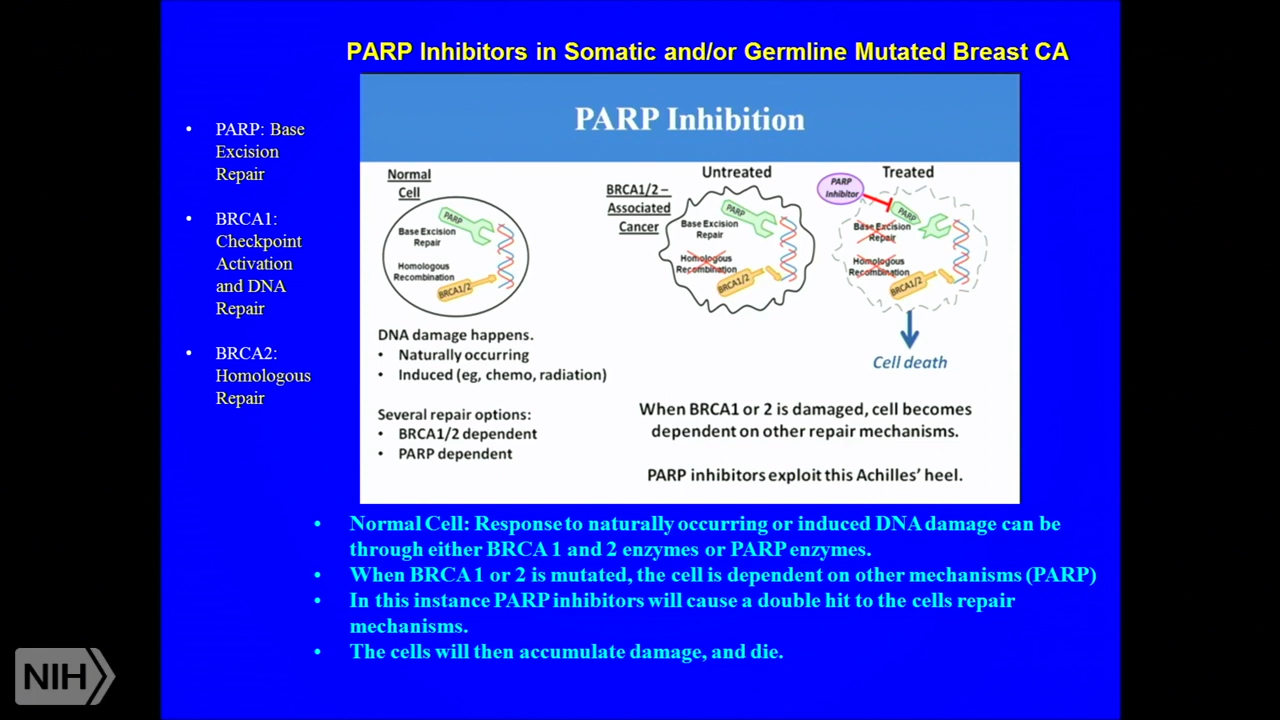 PARP Inhibitors in Somatic and/or Germline Mutated Breast CA
• PARP: Base
Excision
Repair
• BRCA1:
Checkpoint
Activation
and DNA
Repair
• BRCA2:
Homologous
Repair
PARP Inhibition
Normal
Cell
PARP
Base Excision
Repair
Homologous
Recombination
BRCA1/2
DNA damage happens.
• Naturally occurring
• Induced (eg, chemo, radiation)
Several repair options:
• BRCA1/2 dependent
• PARP dependent
BRCA1/2 –
Associated
Cancer
Untreated
PARP
Base Excision
Repair
Homologous
Recombination
BRCA1/2
Treated
PARP
Inhibitor
PARP
Base Excision
Repair
Homologous
Recombination
BRCA1/2
Cell death
When BRCA1 or 2 is damaged, cell becomes
dependent on other repair mechanisms.
PARP inhibitors exploit this Achilles’ heel.
• Normal Cell: Response to naturally occurring or induced DNA damage can be
through either BRCA 1 and 2 enzymes or PARP enzymes.
• When BRCA 1 or 2 is mutated, the cell is dependent on other mechanisms (PARP)
• In this instance PARP inhibitors will cause a double hit to the cells repair
mechanisms.
• The cells will then accumulate damage, and die.
NIH